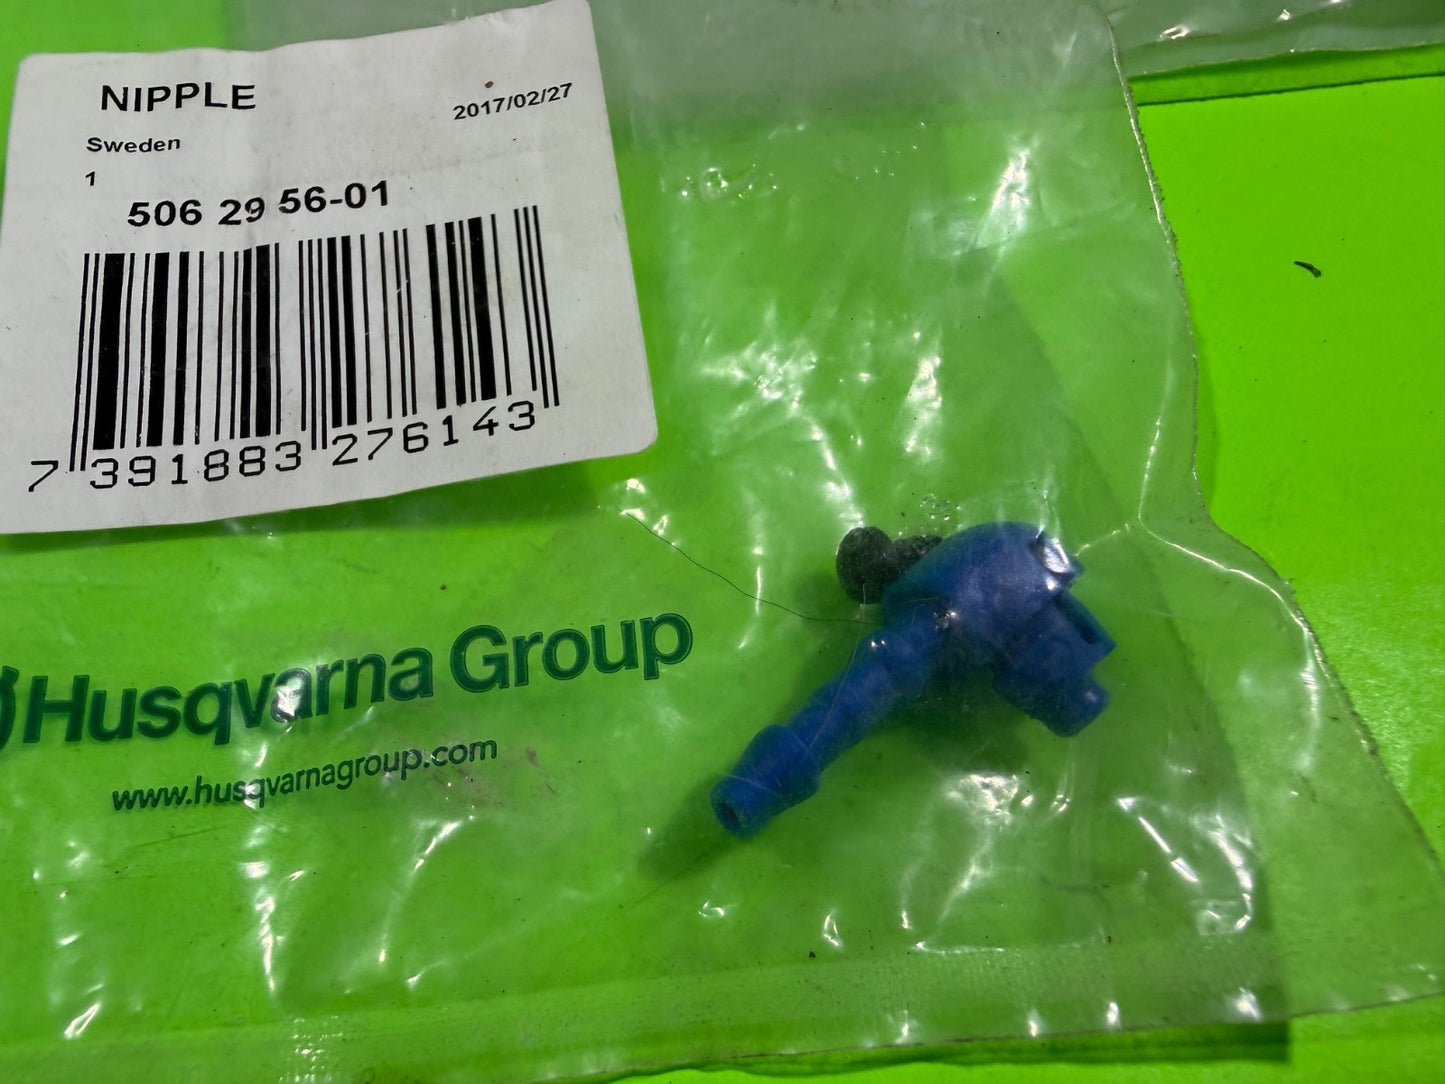 NIPPLE
2017/02/27
Sweden
1
506 29 56-01
7 391883 276143
Husqvarna Group
www.husqvarnagroup.com